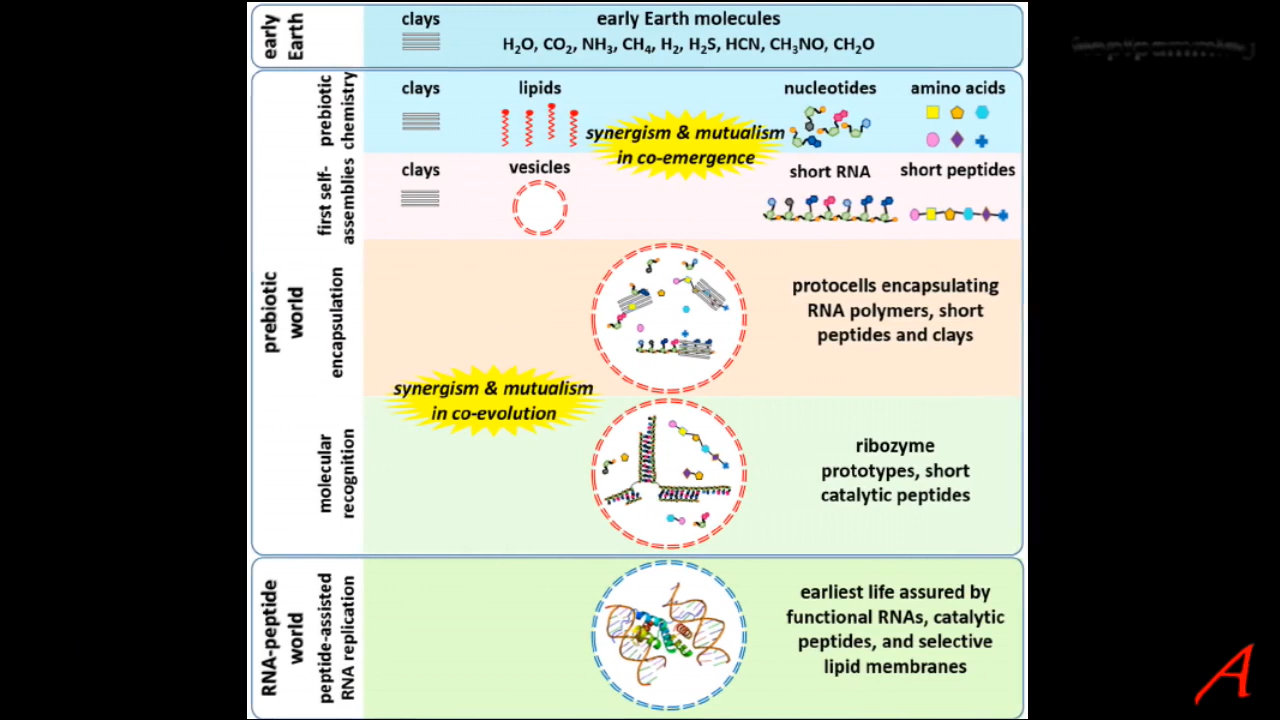 early
Earth
clays
early Earth molecules
H₂O, CO₂, NH₃, CH₄, H₂, H₂S, HCN, CH₃NO, CH₂O
prebiotic
world
prebiotic
chemistry
clays
lipids
nucleotides
amino acids
synergism & mutualism
in co-emergence
first self-
assemblies
clays
vesicles
short RNA
short peptides
encapsulation
protocells encapsulating
RNA polymers, short
peptides and clays
synergism & mutualism
in co-evolution
molecular
recognition
ribozyme
prototypes, short
catalytic peptides
RNA-peptide
world
peptide-assisted
RNA replication
earliest life assured by
functional RNAs, catalytic
peptides, and selective
lipid membranes
A